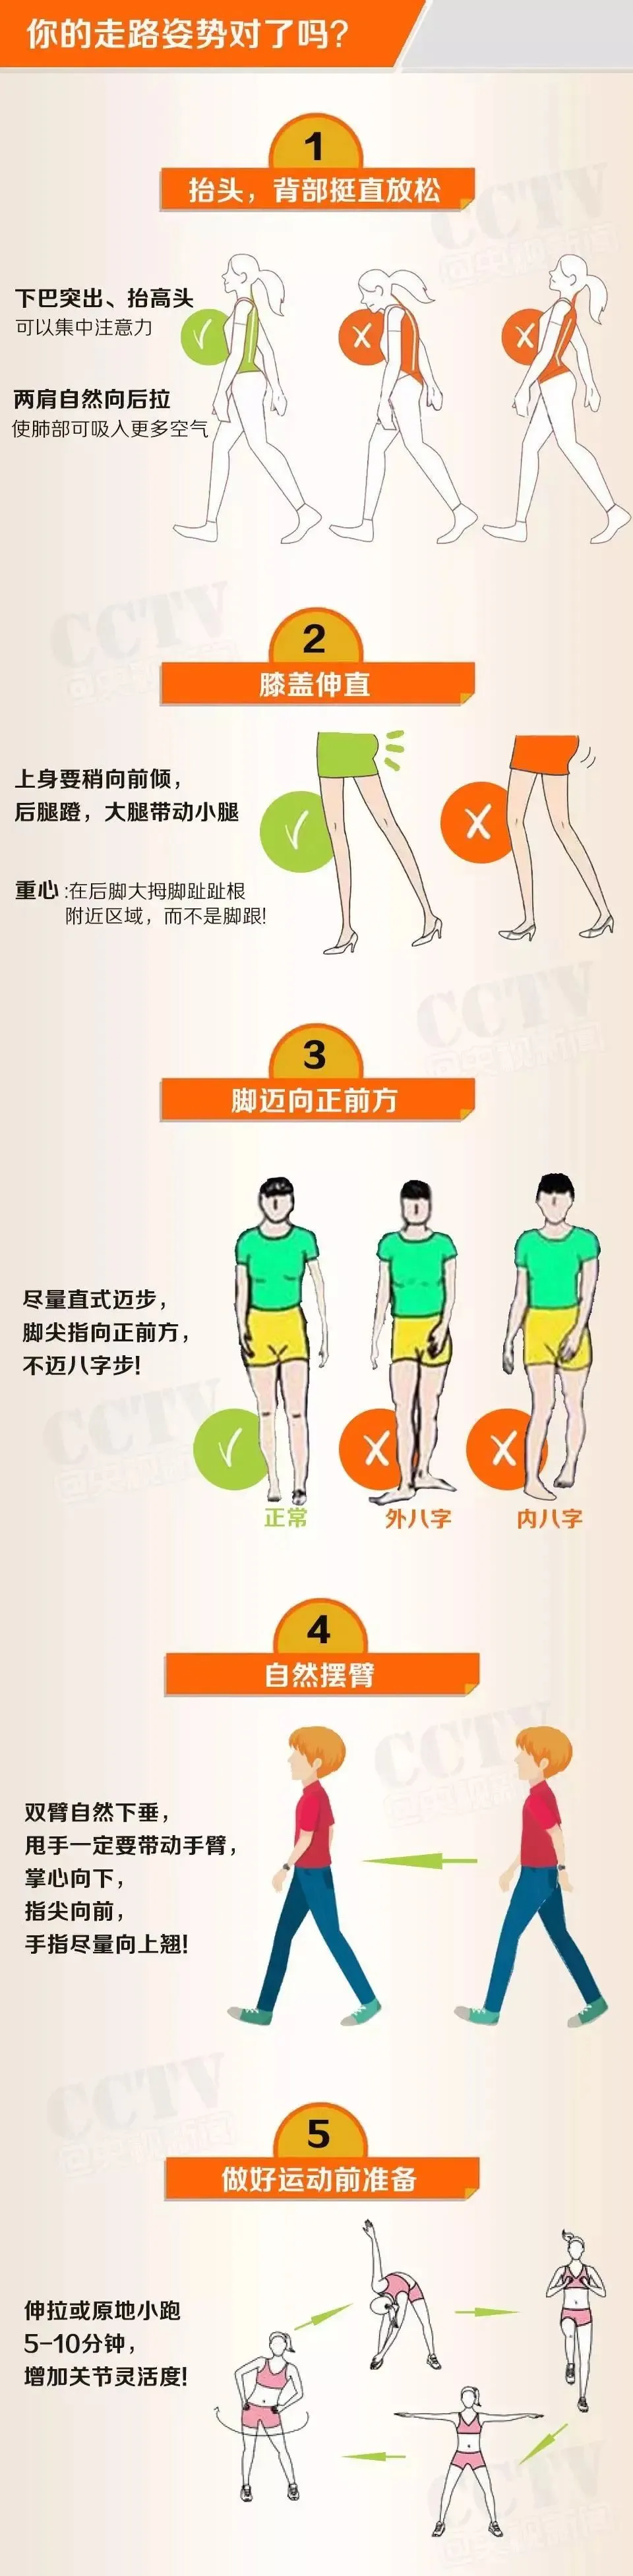 你的走路姿势对了吗?
1
抬头，背部挺直放松
下巴突出、抬高头
可以集中注意力
两肩自然向后拉
使肺部可吸入更多空气
2
膝盖伸直
上身要稍向前倾，
后腿蹬，大腿带动小腿
重心:在后脚大拇脚趾趾根
附近区域，而不是脚跟!
3
脚迈向正前方
尽量直式迈步，
脚尖指向正前方，
不迈八字步!
正常
外八字
内八字
4
自然摆臂
双臂自然下垂，
甩手一定要带动手臂，
掌心向下，
指尖向前，
手指尽量向上翘!
5
做好运动前准备
伸拉或原地小跑
5-10分钟，
增加关节灵活度!
CCTV
@央视新闻